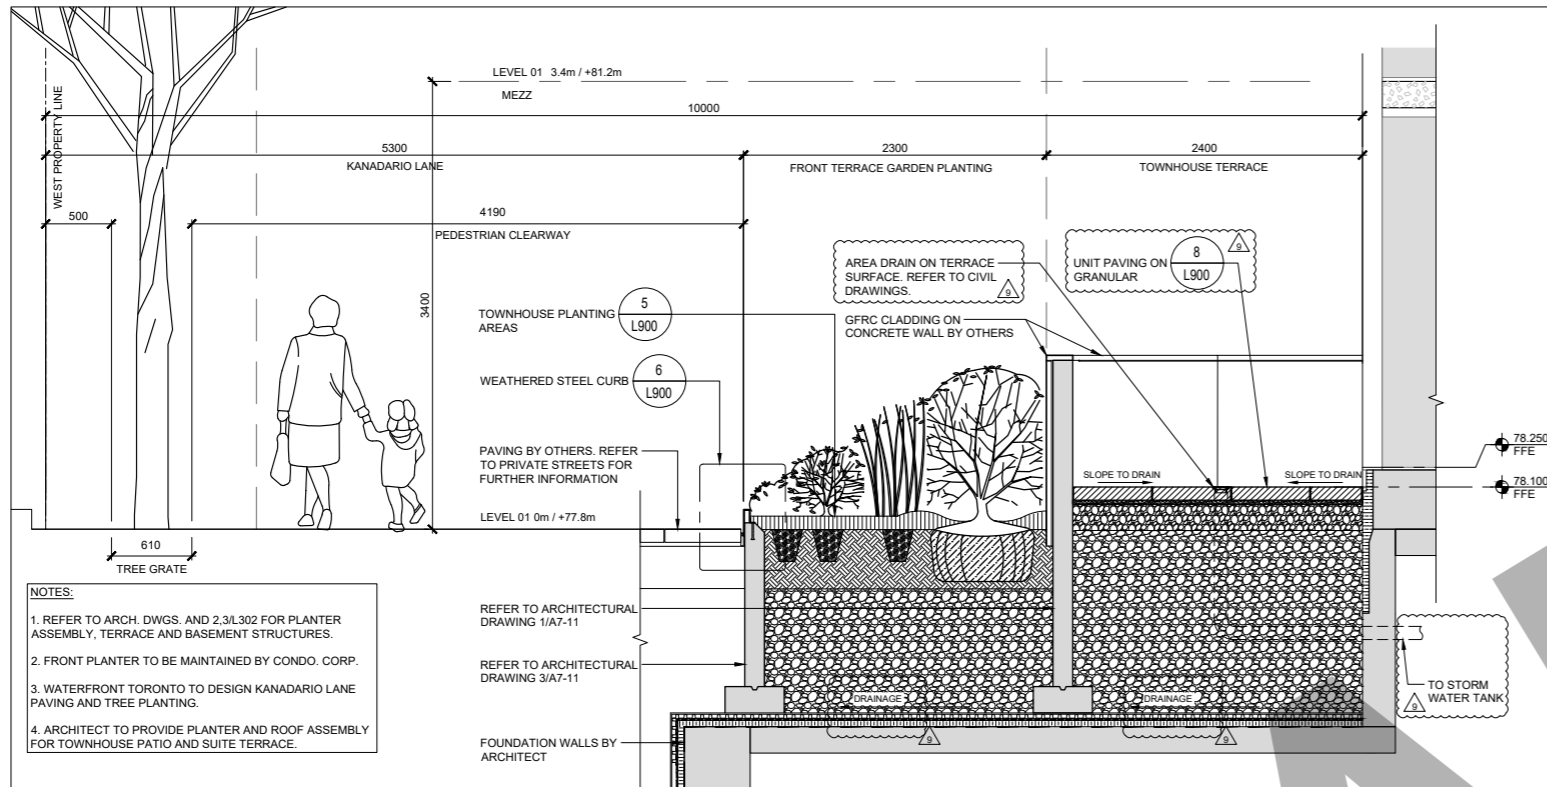 LEVEL 01 3.4m / +81.2m
MEZZ
10000
WEST PROPERTY LINE
5300
KANADARIO LANE
2300
FRONT TERRACE GARDEN PLANTING
2400
TOWNHOUSE TERRACE
500
4190
PEDESTRIAN CLEARWAY
3400
AREA DRAIN ON TERRACE
SURFACE. REFER TO CIVIL
DRAWINGS.
9
UNIT PAVING ON
GRANULAR
8
L900
9
TOWNHOUSE PLANTING
AREAS
5
L900
GFRC CLADDING ON
CONCRETE WALL BY OTHERS
WEATHERED STEEL CURB
6
L900
PAVING BY OTHERS. REFER
TO PRIVATE STREETS FOR
FURTHER INFORMATION
78.250
FFE
SLOPE TO DRAIN
SLOPE TO DRAIN
78.100
FFE
LEVEL 01 0m / +77.8m
610
TREE GRATE
NOTES:
1. REFER TO ARCH. DWGS. AND 2,3/L302 FOR PLANTER
ASSEMBLY, TERRACE AND BASEMENT STRUCTURES.
2. FRONT PLANTER TO BE MAINTAINED BY CONDO. CORP.
3. WATERFRONT TORONTO TO DESIGN KANADARIO LANE
PAVING AND TREE PLANTING.
4. ARCHITECT TO PROVIDE PLANTER AND ROOF ASSEMBLY
FOR TOWNHOUSE PATIO AND SUITE TERRACE.
REFER TO ARCHITECTURAL
DRAWING 1/A7-11
REFER TO ARCHITECTURAL
DRAWING 3/A7-11
DRAINAGE
DRAINAGE
TO STORM
WATER TANK
9
FOUNDATION WALLS BY
ARCHITECT
9
9